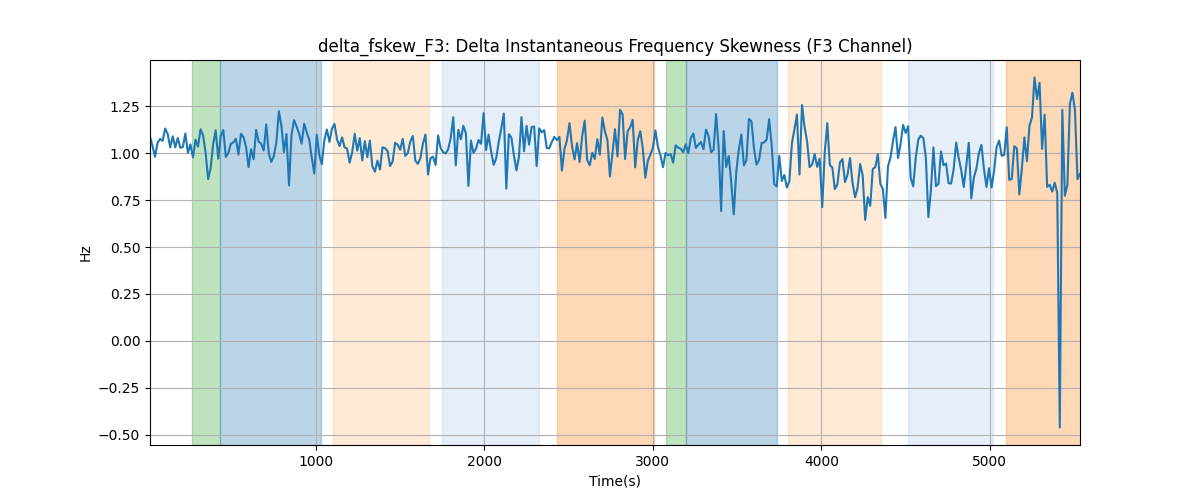 delta_fskew_F3: Delta Instantaneous Frequency Skewness (F3 Channel)
Hz
1.25
1.00
0.75
0.50
0.25
0.00
−0.25
−0.50
1000 2000 3000 4000 5000
Time(s)